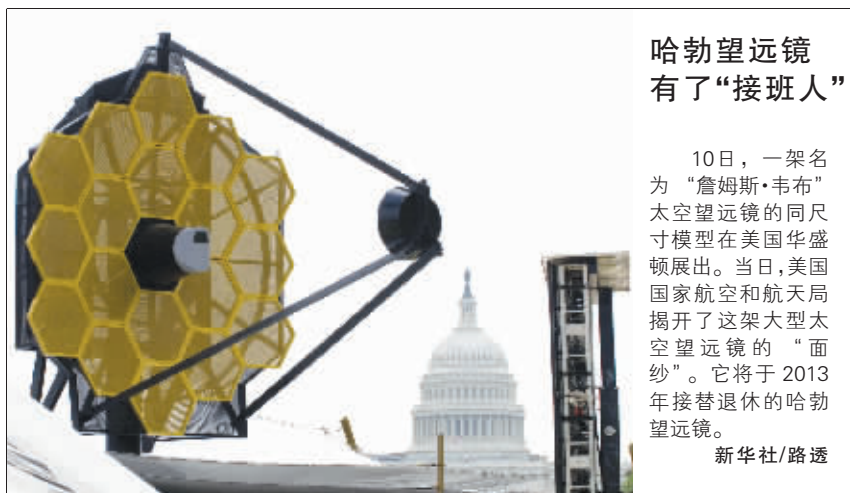 哈勃望远镜
有了“接班人”
10日，一架名
为 “詹姆斯·韦布”
太空望远镜的同尺
寸模型在美国华盛
顿展出。当日，美国
国家航空和航天局
揭开了这架大型太
空望远镜的 “面
纱”。它将于 2013
年接替退休的哈勃
望远镜。
新华社/路透